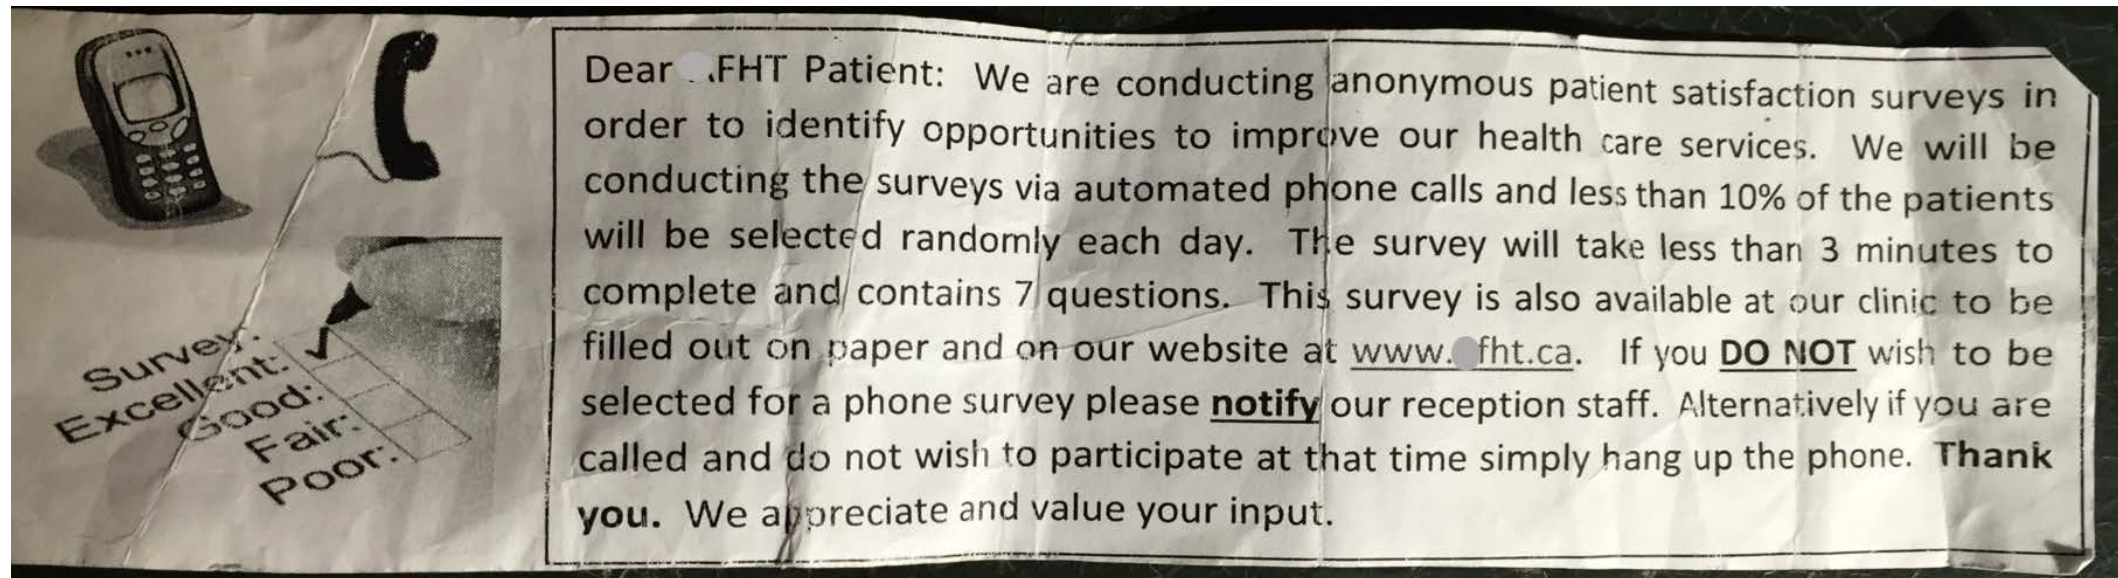 Survey:
Excellent:
Good:
Fair:
Poor:
Dear FHT Patient: We are conducting anonymous patient satisfaction surveys in
order to identify opportunities to improve our health care services. We will be
conducting the surveys via automated phone calls and less than 10% of the patients
will be selected randomly each day. The survey will take less than 3 minutes to
complete and contains 7 questions. This survey is also available at our clinic to be
filled out on paper and on our website at www. fht.ca. If you DO NOT wish to be
selected for a phone survey please notify our reception staff. Alternatively if you are
called and do not wish to participate at that time simply hang up the phone. Thank
you. We appreciate and value your input.